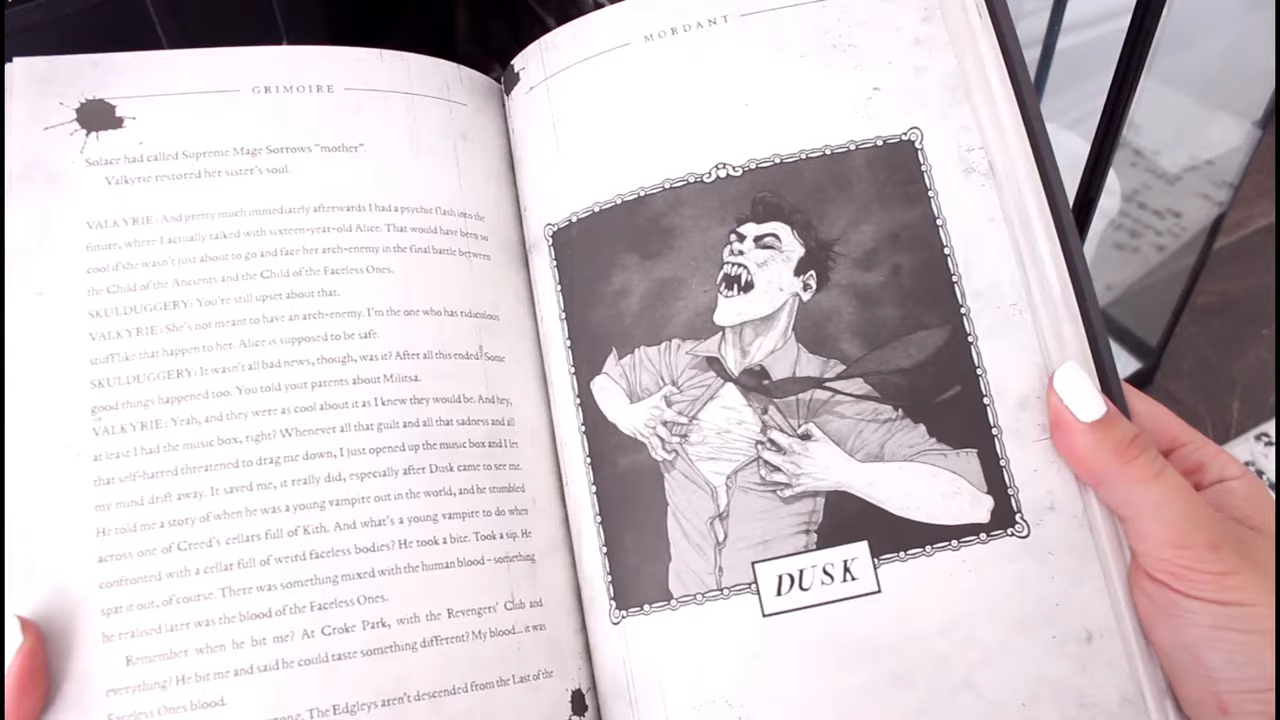 GRIMOIRE
Solace had called Supreme Mage Sorrows "mother".
Valkyrie restored her sister's soul.
VALKYRIE: And pretty much immediately afterwards I had a psychic flash into the
future, where I actually talked with sixteen-year-old Alice. That would have been so
cool if she wasn't just about to go and face her arch-enemy in the final battle between
the Child of the Ancients and the Child of the Faceless Ones.
SKULDUGGERY: You're still upset about that.
VALKYRIE: She's not meant to have an arch-enemy. I'm the one who has ridiculous
stuff like that happen to her. Alice is supposed to be safe.
SKULDUGGERY: It wasn't all bad news, though, was it? After all this ended? Some
good things happened too. You told your parents about Militsa.
VALKYRIE: Yeah, and they were as cool about it as I knew they would be. And hey,
at least I had the music box, right? Whenever all that guilt and all that sadness and all
that self-hatred threatened to drag me down, I just opened up the music box and I let
my mind drift away. It saved me, it really did, especially after Dusk came to see me.
He told me a story of when he was a young vampire out in the world, and he stumbled
across one of Creed's cellars full of Kith. And what's a young vampire to do when
confronted with a cellar full of weird faceless bodies? He took a bite. Took a sip. He
spat it out, of course. There was something mixed with the human blood – something
he realised later was the blood of the Faceless Ones.
Remember when he bit me? At Croke Park, with the Revengers' Club and
everything? He bit me and said he could taste something different? My blood... it was
Faceless Ones blood.
The Edgleys aren't descended from the Last of the
MORDANT
DUSK